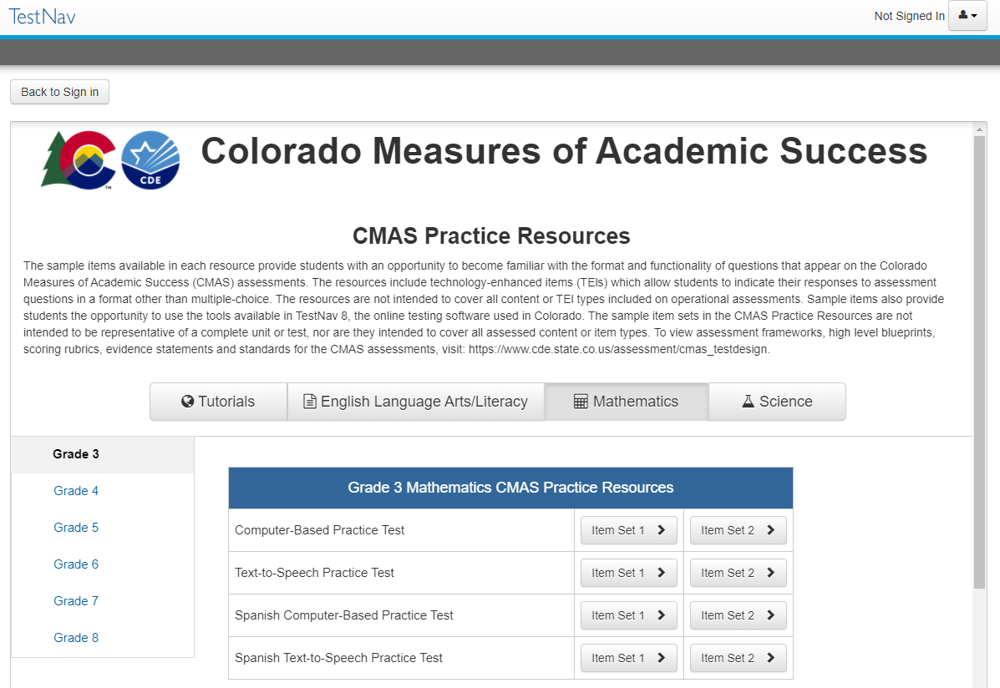 TestNav
Not Signed In
Back to Sign in
CDE
TM
Colorado Measures of Academic Success
CMAS Practice Resources
The sample items available in each resource provide students with an opportunity to become familiar with the format and functionality of questions that appear on the Colorado
Measures of Academic Success (CMAS) assessments. The resources include technology-enhanced items (TEIs) which allow students to indicate their responses to assessment
questions in a format other than multiple-choice. The resources are not intended to cover all content or TEI types included on operational assessments. Sample items also provide
students the opportunity to use the tools available in TestNav 8, the online testing software used in Colorado. The sample item sets in the CMAS Practice Resources are not
intended to be representative of a complete unit or test, nor are they intended to cover all assessed content or item types. To view assessment frameworks, high level blueprints,
scoring rubrics, evidence statements and standards for the CMAS assessments, visit: https://www.cde.state.co.us/assessment/cmas_testdesign.
Tutorials
English Language Arts/Literacy
Mathematics
Science
Grade 3
Grade 4
Grade 5
Grade 6
Grade 7
Grade 8
Grade 3 Mathematics CMAS Practice Resources
Computer-Based Practice Test
Item Set 1
Item Set 2
Text-to-Speech Practice Test
Item Set 1
Item Set 2
Spanish Computer-Based Practice Test
Item Set 1
Item Set 2
Spanish Text-to-Speech Practice Test
Item Set 1
Item Set 2